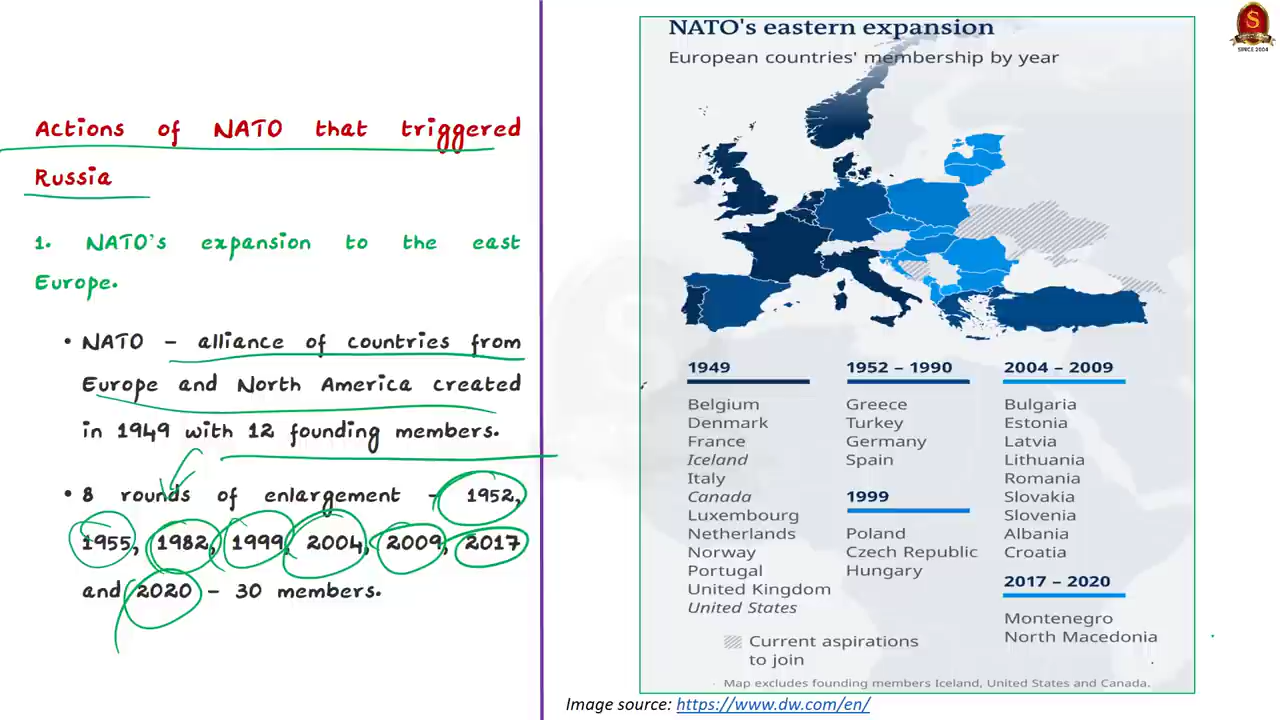 Actions of NATO that triggered
Russia
1. NATO's expansion to the east
Europe.
• NATO – alliance of countries from
Europe and North America created
in 1949 with 12 founding members.
• 8 rounds of enlargement – 1952,
1955, 1982, 1999, 2004, 2009, 2017
and 2020 – 30 members.
NATO's eastern expansion
European countries' membership by year
1949
Belgium
Denmark
France
Iceland
Italy
Canada
Luxembourg
Netherlands
Norway
Portugal
United Kingdom
United States
1952 – 1990
Greece
Turkey
Germany
Spain
1999
Poland
Czech Republic
Hungary
2004 – 2009
Bulgaria
Estonia
Latvia
Lithuania
Romania
Slovakia
Slovenia
Albania
Croatia
2017 – 2020
Montenegro
North Macedonia
Current aspirations
to join
Map excludes founding members Iceland, United States and Canada.
Image source: https://www.dw.com/en/
S
SINCE 2004